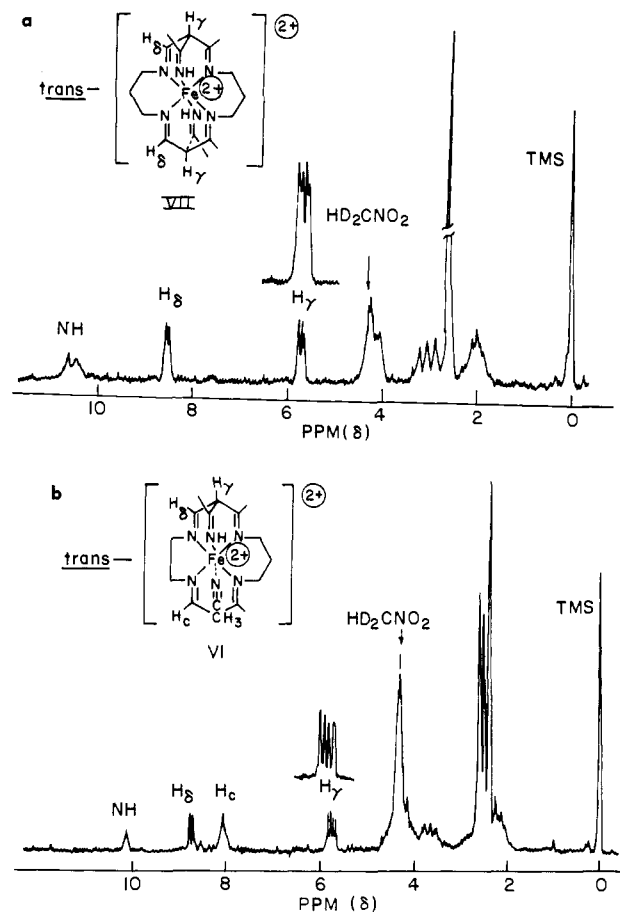 a
trans—
Hγ
Hδ
NH
N N
Fe 2+
HN
N N
Hδ
Hγ
2+
VII
TMS
HD₂CNO₂
NH
Hδ
Hγ
10 8 6 4 2 0
PPM(δ)
b
trans—
Hγ
Hδ
NH
N N
Fe 2+
N N N
C
Hc CH₃
2+
VI
HD₂CNO₂
TMS
NH
Hδ
Hc
Hγ
10 8 6 4 2 0
PPM (δ)